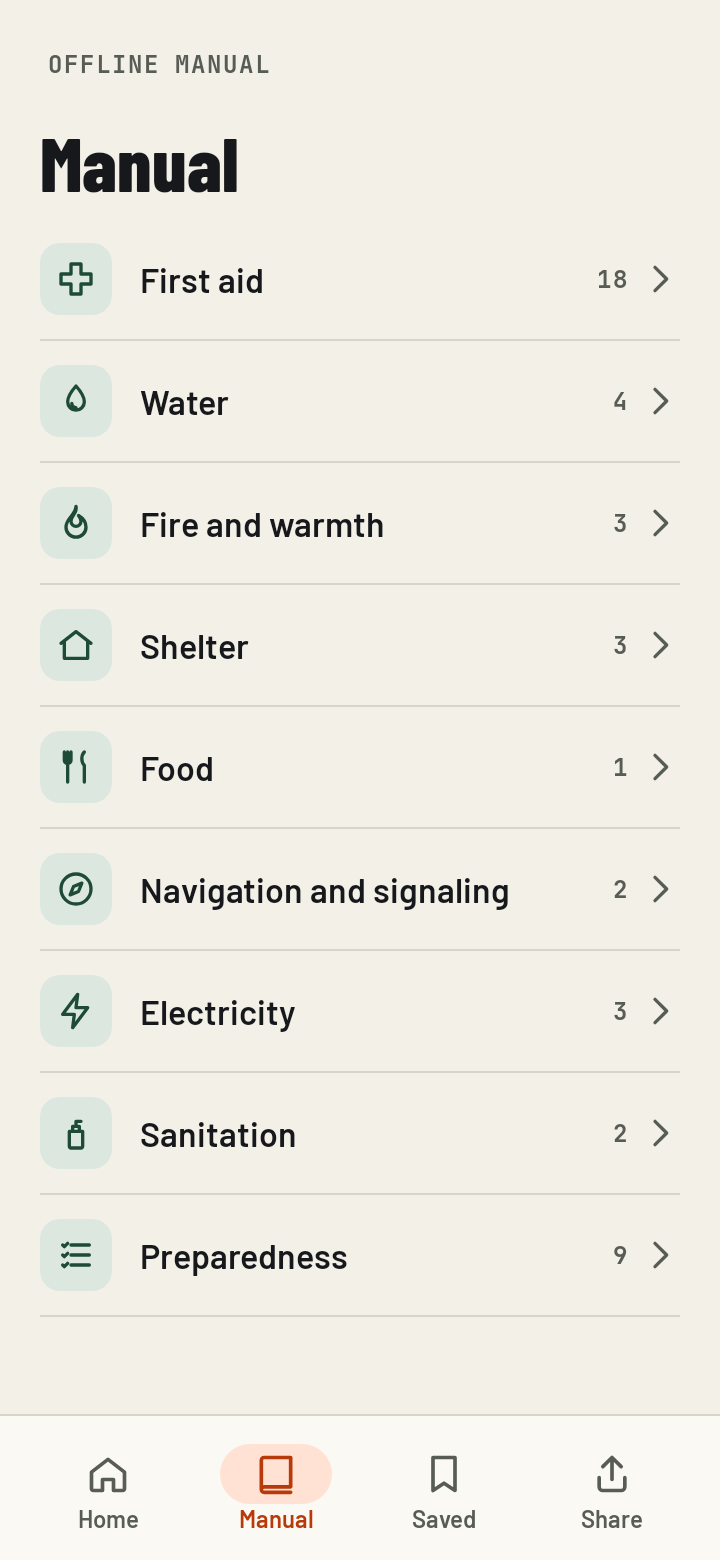 OFFLINE MANUAL
Manual
First aid 18
Water 4
Fire and warmth 3
Shelter 3
Food 1
Navigation and signaling 2
Electricity 3
Sanitation 2
Preparedness 9
Home Manual Saved Share